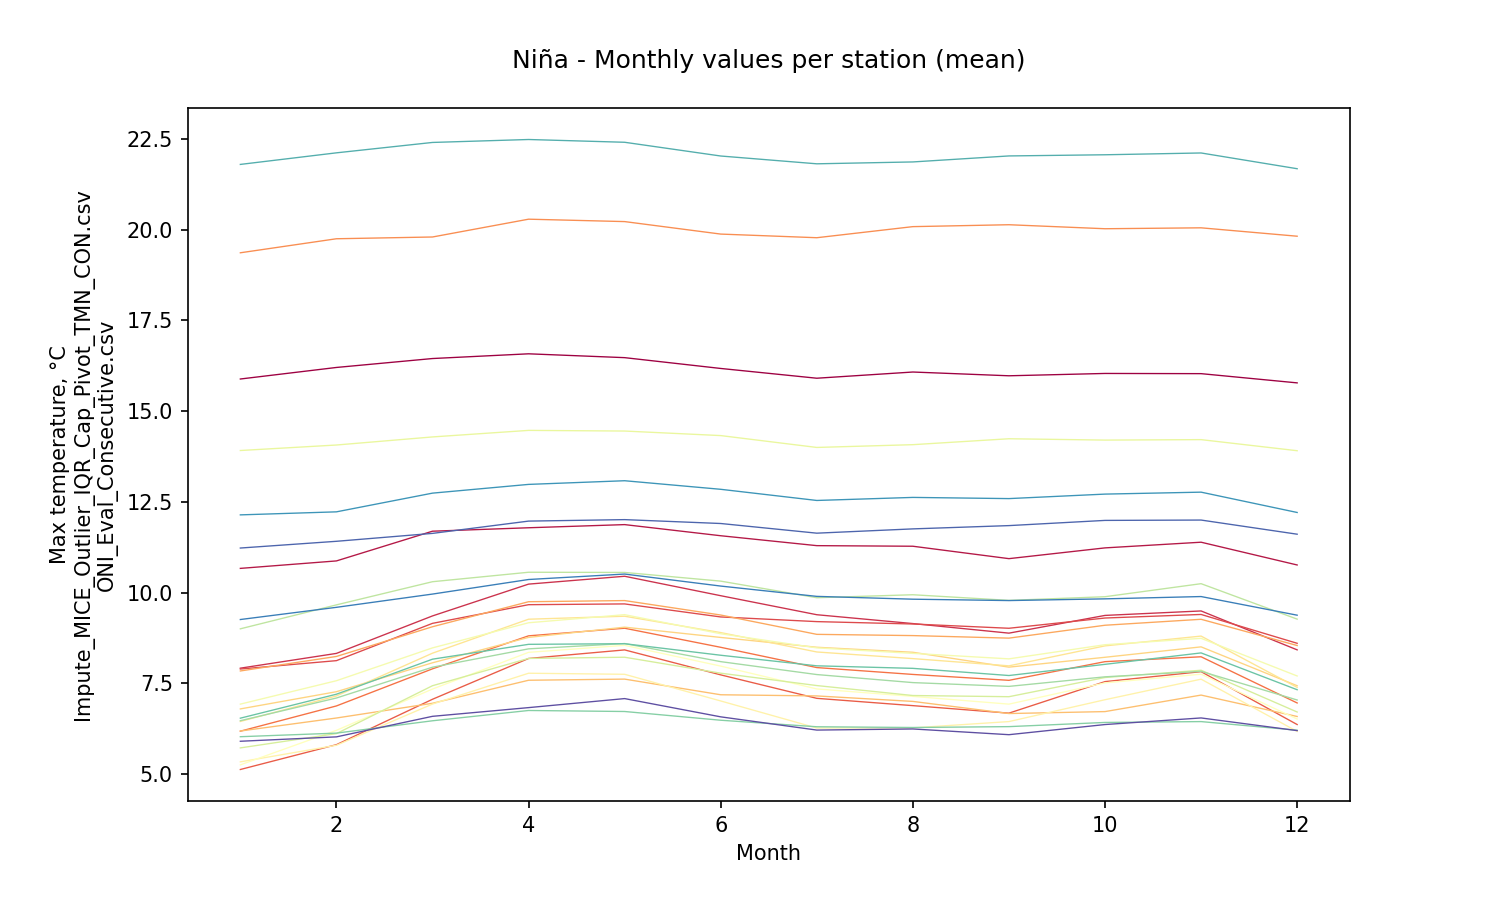 Niña - Monthly values per station (mean)
Max temperature, °C
Impute_MICE_Outlier_IQR_Cap_Pivot_TMN_CON.csv
ONI_Eval_Consecutive.csv
22.5
20.0
17.5
15.0
12.5
10.0
7.5
5.0
2 4 6 8 10 12
Month